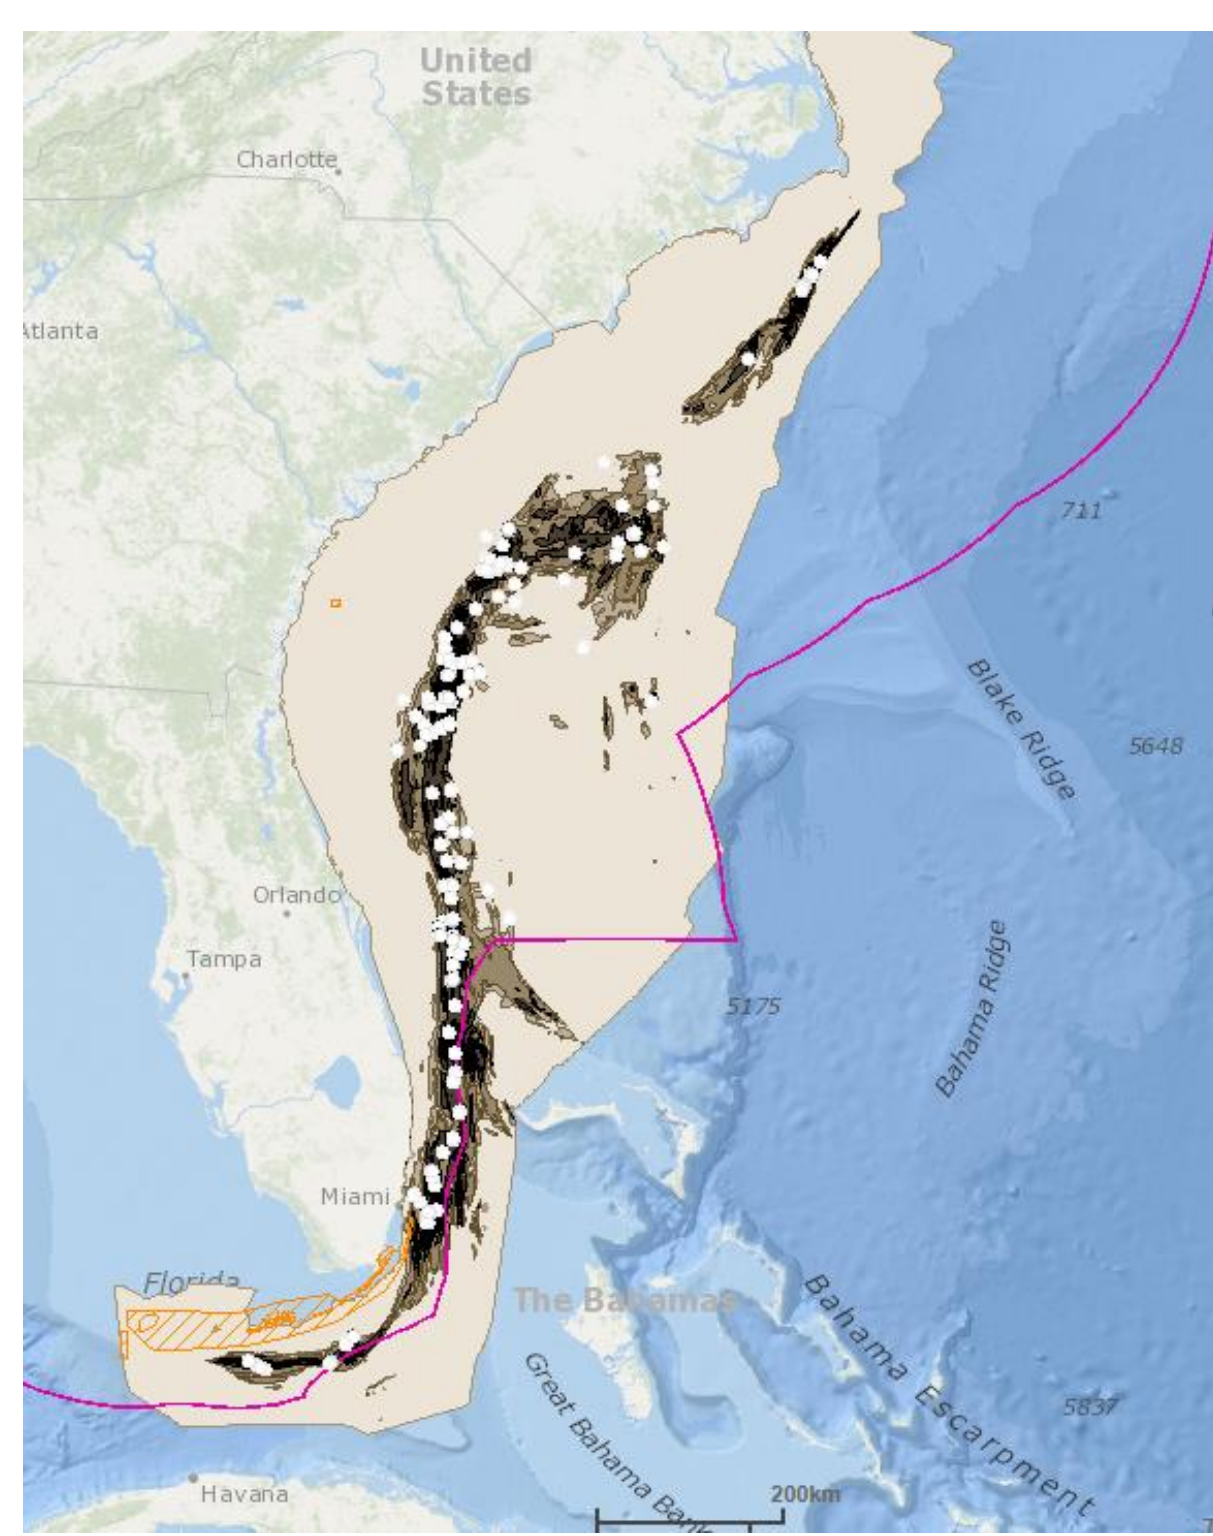 United
States
Charlotte
Atlanta
711
Blake Ridge
5648
Orlando
Tampa
Bahama Ridge
5175
Miami
Florida
The Bahamas
Bahama Escarpment
Great Bahama Bank
5837
Havana
200km